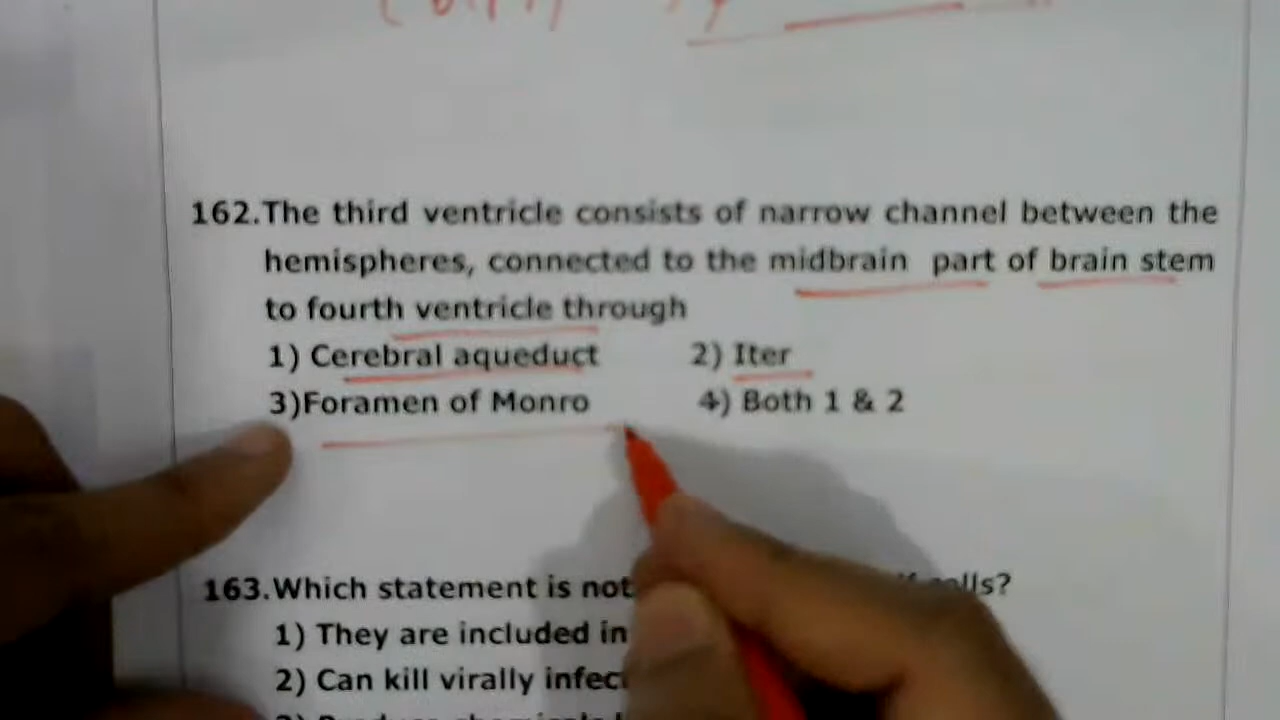 162.The third ventricle consists of narrow channel between the
hemispheres, connected to the midbrain part of brain stem
to fourth ventricle through
1) Cerebral aqueduct 2) Iter
3)Foramen of Monro 4) Both 1 & 2
163.Which statement is not cells?
1) They are included in
2) Can kill virally